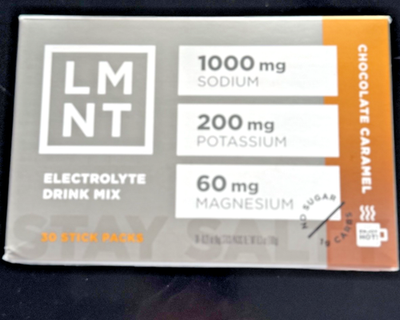 LM
NT
ELECTROLYTE
DRINK MIX
30 STICK PACKS
1000 mg
SODIUM
200 mg
POTASSIUM
60 mg
MAGNESIUM
NO SUGAR
CHOCOLATE CARAMEL
ENJOY
HOT!
STAY SALTY